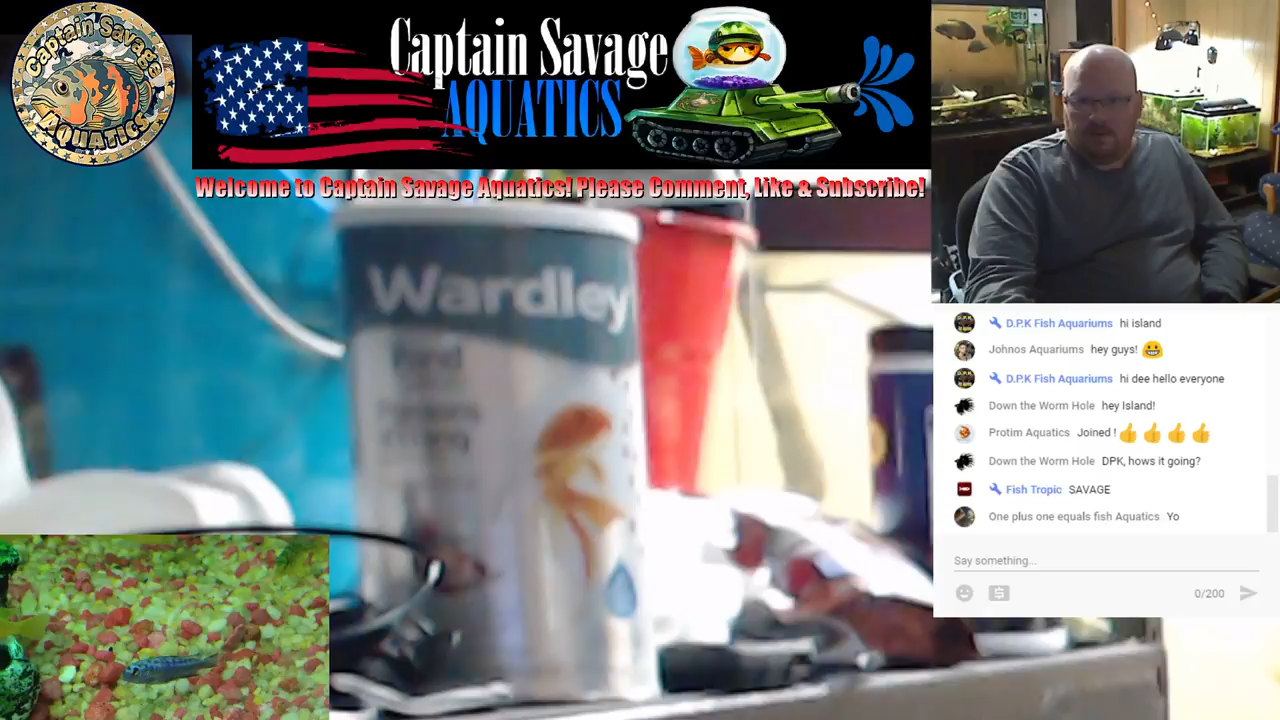 Captain Savage
AQUATICS
Captain Savage
AQUATICS
Welcome to Captain Savage Aquatics! Please Comment, Like & Subscribe!
Wardley
D.P.K Fish Aquariums hi island
Johnos Aquariums hey guys! 😬
D.P.K Fish Aquariums hi dee hello everyone
Down the Worm Hole hey Island!
Protim Aquatics Joined ! 👍 👍 👍 👍
Down the Worm Hole DPK, hows it going?
Fish Tropic SAVAGE
One plus one equals fish Aquatics Yo
Say something...
0/200